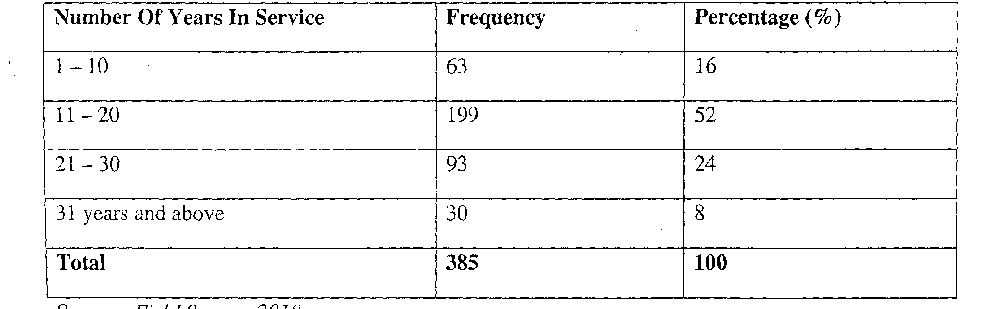 Number Of Years In Service Frequency Percentage (%)
1 – 10 63 16
11 – 20 199 52
21 – 30 93 24
31 years and above 30 8
Total 385 100